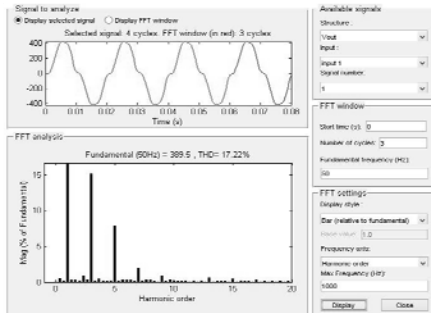 Signal to analyze
Display selected signal
Display FFT window
Selected signal: 4 cycles. FFT window (in red): 3 cycles
400
200
0
-200
-400
0
0.01
0.02
0.03
0.04
0.05
0.06
0.07
0.08
Time (s)
FFT analysis
Fundamental (50Hz) = 389.5 , THD= 17.22%
Mag (% of Fundamental)
15
10
5
0
0
5
10
15
20
Harmonic order
Available signals
Structure :
Vout
Input :
input 1
Signal number:
1
FFT window
Start time (s): 0
Number of cycles: 3
Fundamental frequency (Hz):
50
FFT settings
Display style :
Bar (relative to fundamental)
Base value: 1.0
Frequency axis:
Harmonic order
Max Frequency (Hz):
1000
Display
Close